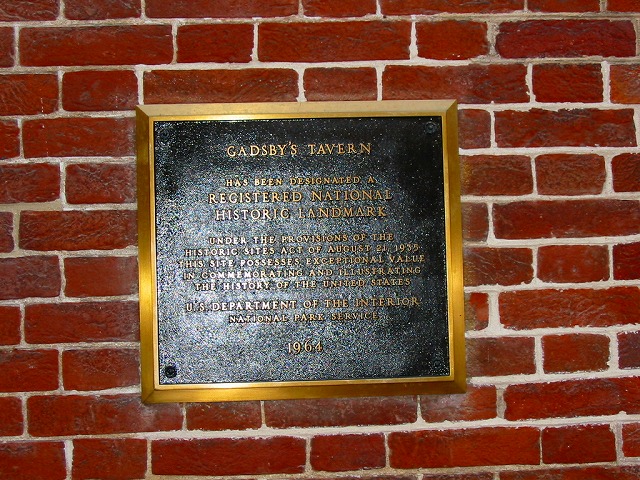 GADSBY'S TAVERN
HAS BEEN DESIGNATED A
REGISTERED NATIONAL
HISTORIC LANDMARK
UNDER THE PROVISIONS OF THE
HISTORIC SITES ACT OF AUGUST 21, 1935
THIS SITE POSSESSES EXCEPTIONAL VALUE
IN COMMEMORATING AND ILLUSTRATING
THE HISTORY OF THE UNITED STATES
U.S. DEPARTMENT OF THE INTERIOR
NATIONAL PARK SERVICE
1964